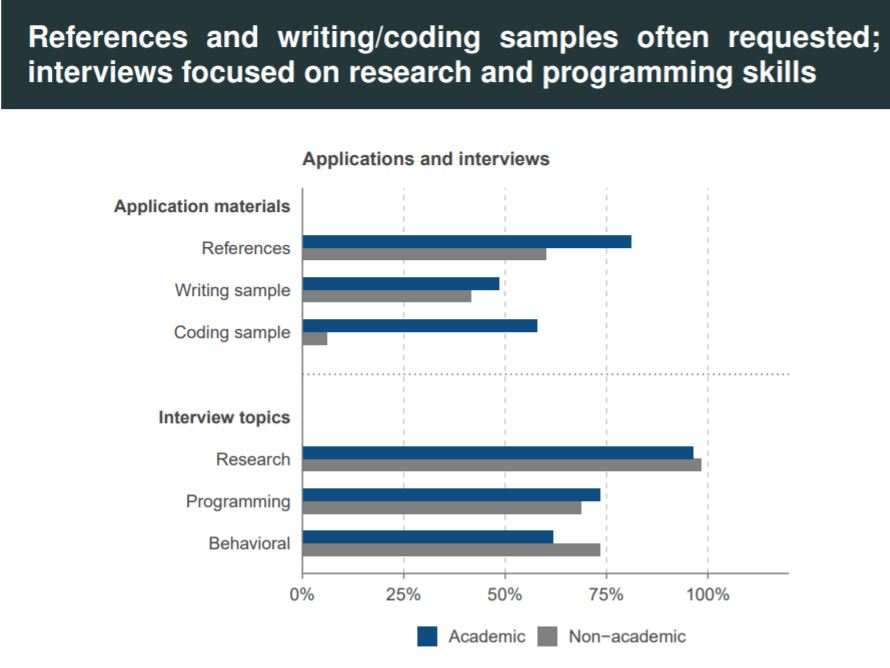 References and writing/coding samples often requested;
interviews focused on research and programming skills
Applications and interviews
Application materials
References
Writing sample
Coding sample
Interview topics
Research
Programming
Behavioral
0% 25% 50% 75% 100%
Academic Non−academic